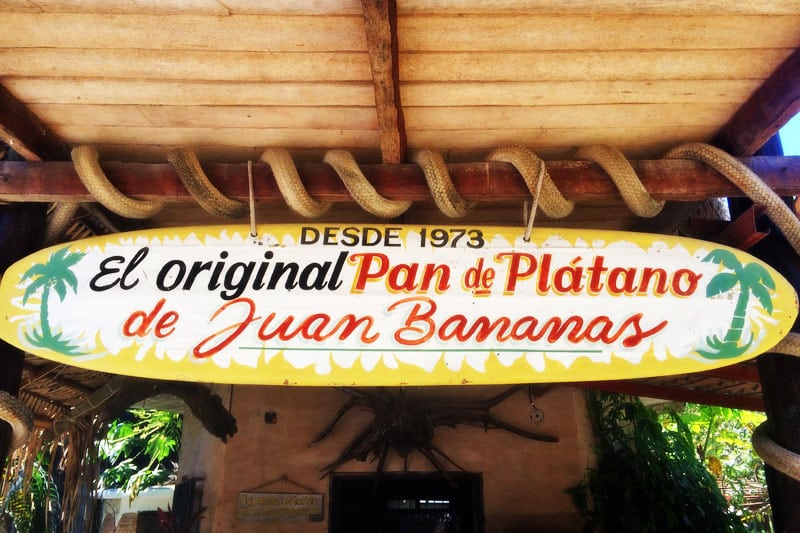 DESDE 1973
El original Pan de Plátano
de Juan Bananas